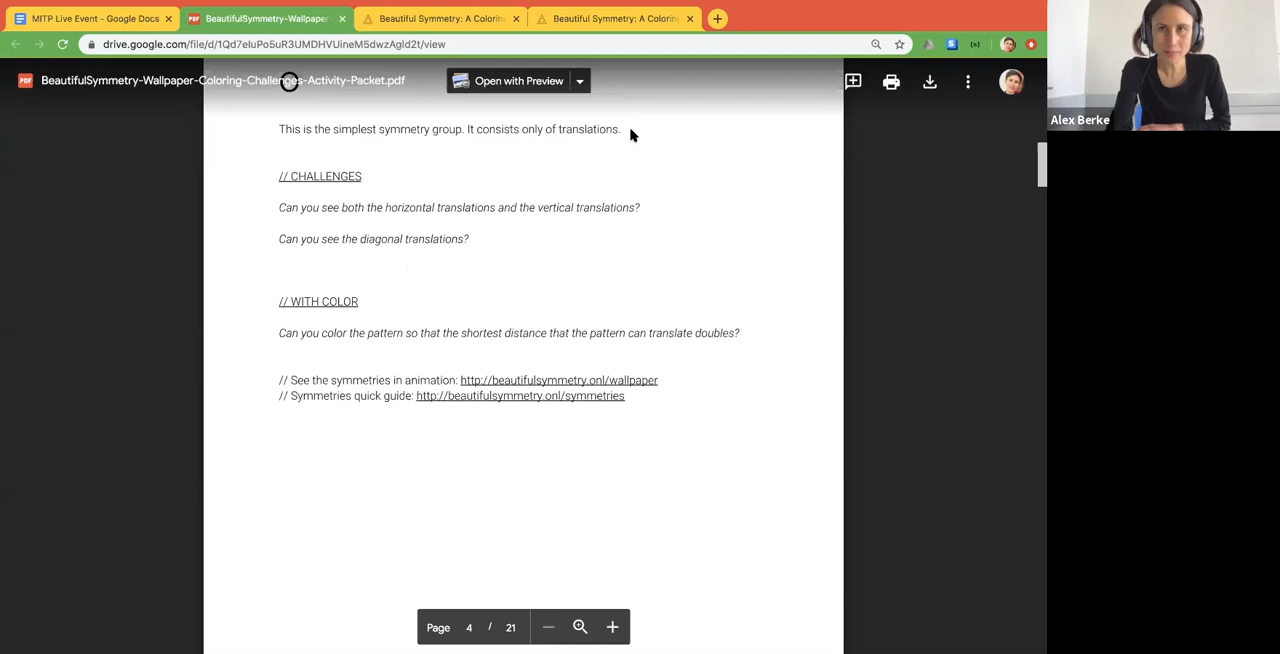 MITP Live Event - Google Docs
BeautifulSymmetry-Wallpaper
Beautiful Symmetry: A Coloring
Beautiful Symmetry: A Coloring
drive.google.com/file/d/1Qd7eIuPo5uR3UMDHVUineM5dwzAgld2t/view
PDF BeautifulSymmetry-Wallpaper-Coloring-Challenges-Activity-Packet.pdf
Open with Preview
Alex Berke
This is the simplest symmetry group. It consists only of translations.
// CHALLENGES
Can you see both the horizontal translations and the vertical translations?
Can you see the diagonal translations?
// WITH COLOR
Can you color the pattern so that the shortest distance that the pattern can translate doubles?
// See the symmetries in animation: http://beautifulsymmetry.onl/wallpaper
// Symmetries quick guide: http://beautifulsymmetry.onl/symmetries
Page 4 / 21